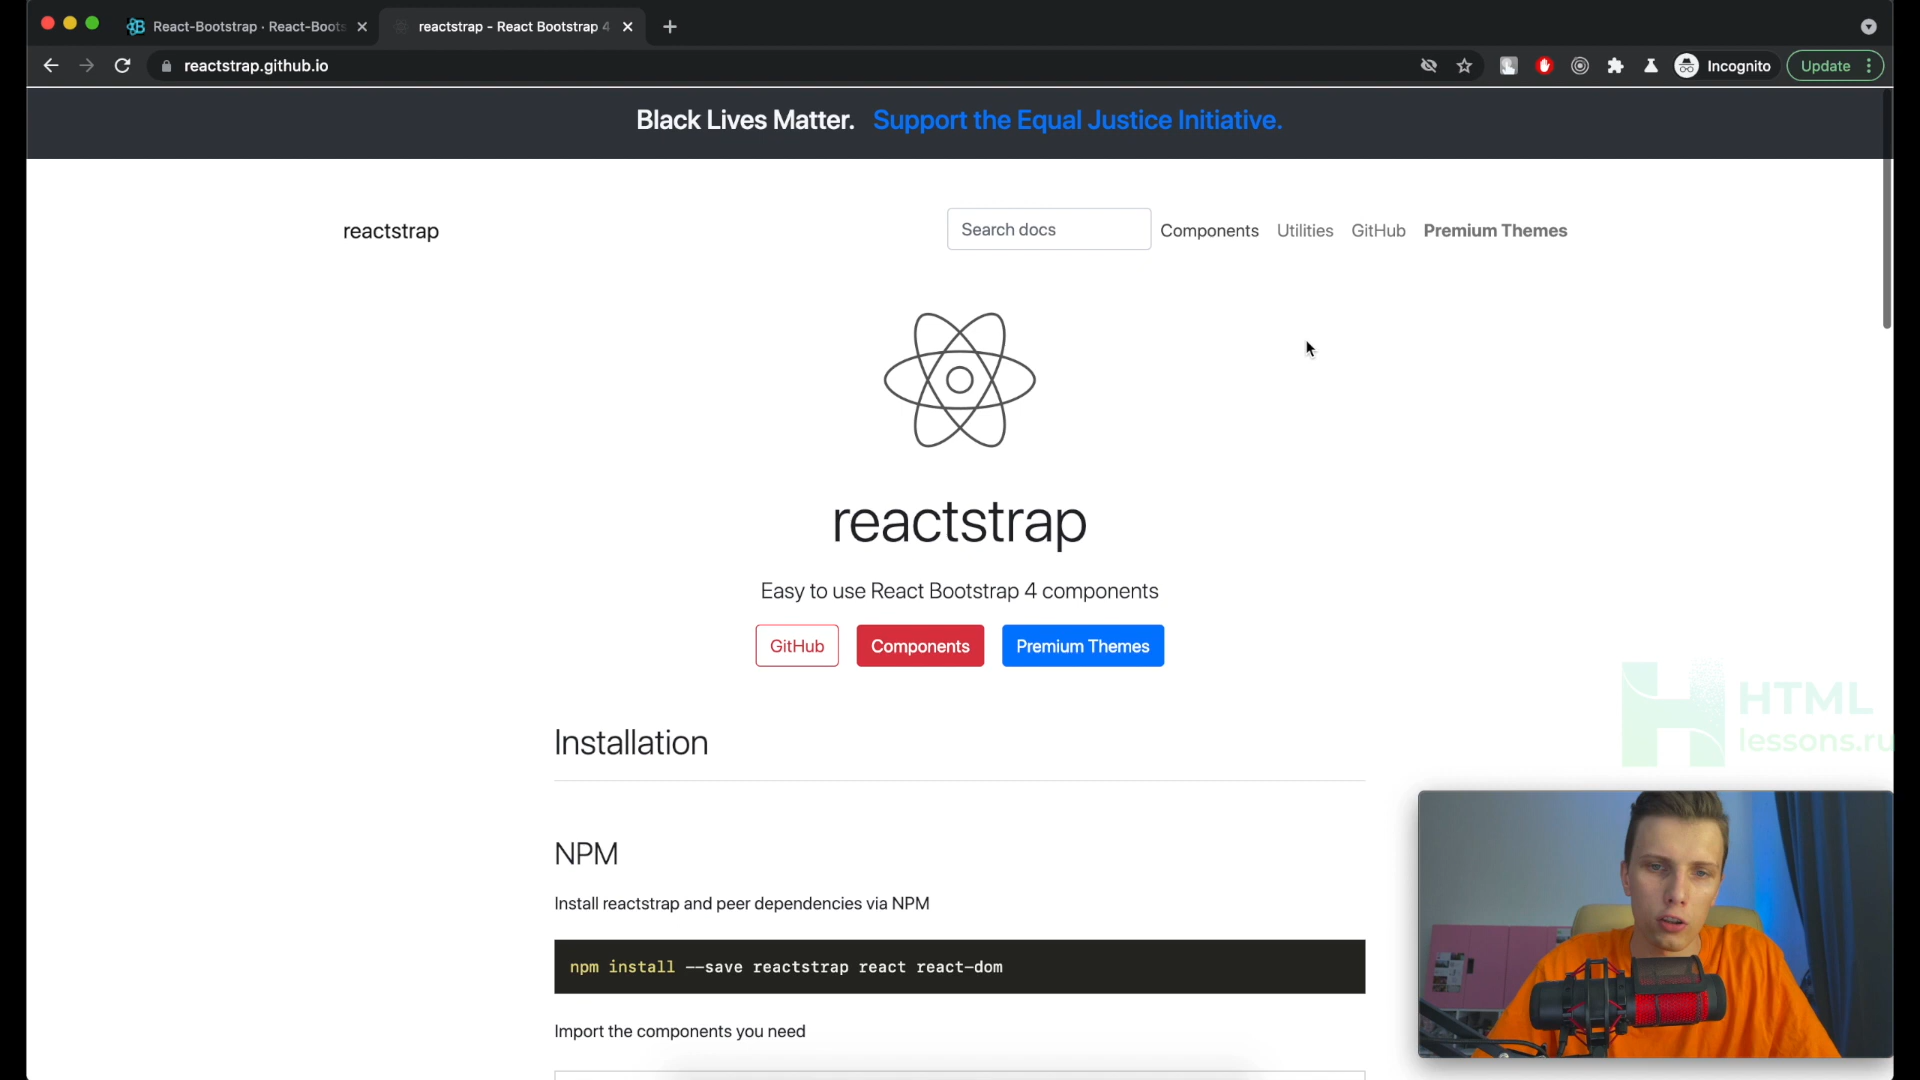 React-Bootstrap · React-Boots
reactstrap - React Bootstrap 4
reactstrap.github.io
Incognito
Update
Black Lives Matter. Support the Equal Justice Initiative.
reactstrap
Search docs
Components
Utilities
GitHub
Premium Themes
reactstrap
Easy to use React Bootstrap 4 components
GitHub
Components
Premium Themes
HTML
lessons.ru
Installation
NPM
Install reactstrap and peer dependencies via NPM
npm install --save reactstrap react react-dom
Import the components you need